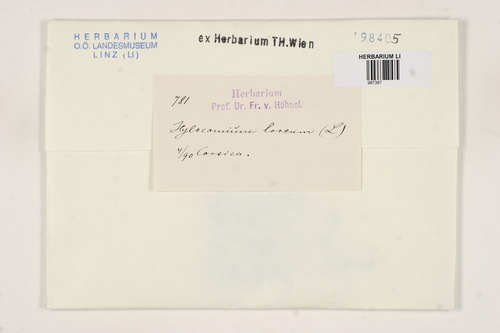 HERBARIUM
O.Ö. LANDESMUSEUM
LINZ (LI)
ex Herbarium TH.Wien
198405
HERBARIUM LI
987387
781
Herbarium
Prof. Dr. Fr. v. Höhnel.
Hylocomium loreum (L)
4/90 Corsica.